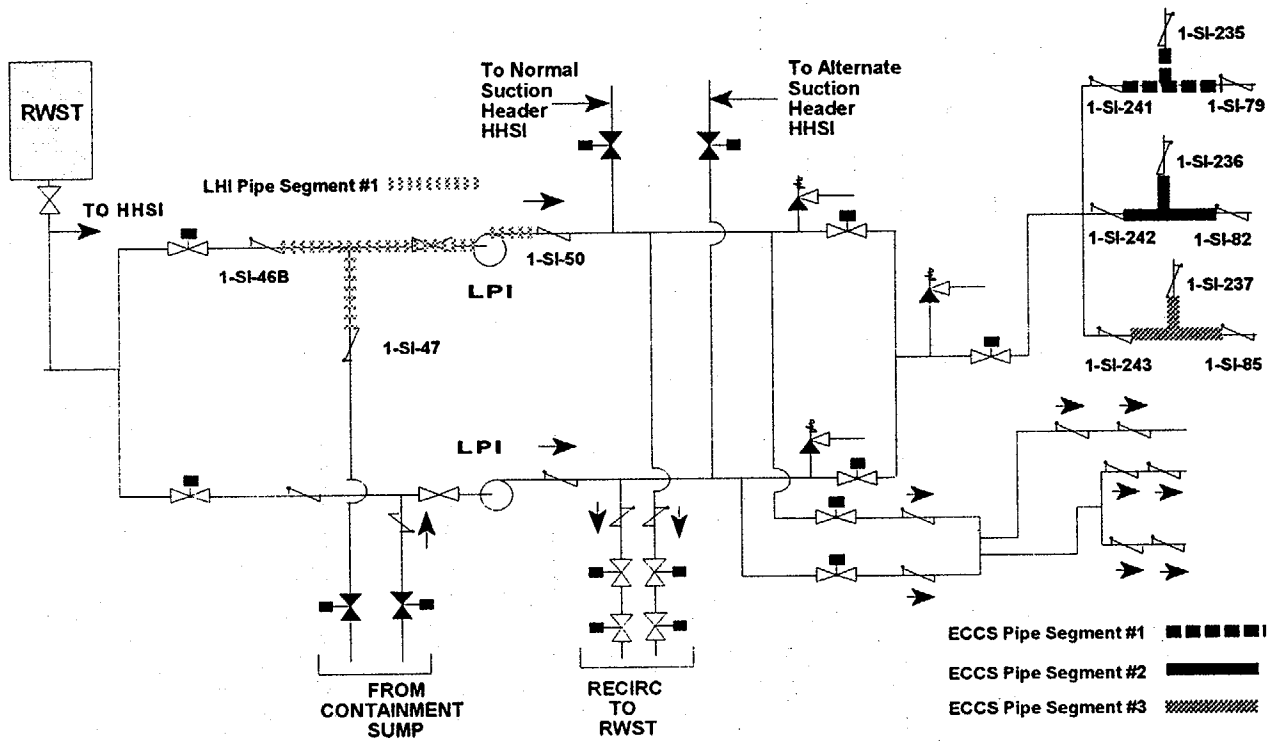 1-SI-235
To Normal
Suction
Header
HHSI
To Alternate
Suction
Header
HHSI
RWST
1-SI-241
1-SI-79
1-SI-236
LHI Pipe Segment #1
TO HHSI
1-SI-242
1-SI-82
1-SI-46B
1-SI-50
LPI
1-SI-237
1-SI-47
1-SI-243
1-SI-85
LPI
ECCS Pipe Segment #1
ECCS Pipe Segment #2
ECCS Pipe Segment #3
FROM
CONTAINMENT
SUMP
RECIRC
TO
RWST